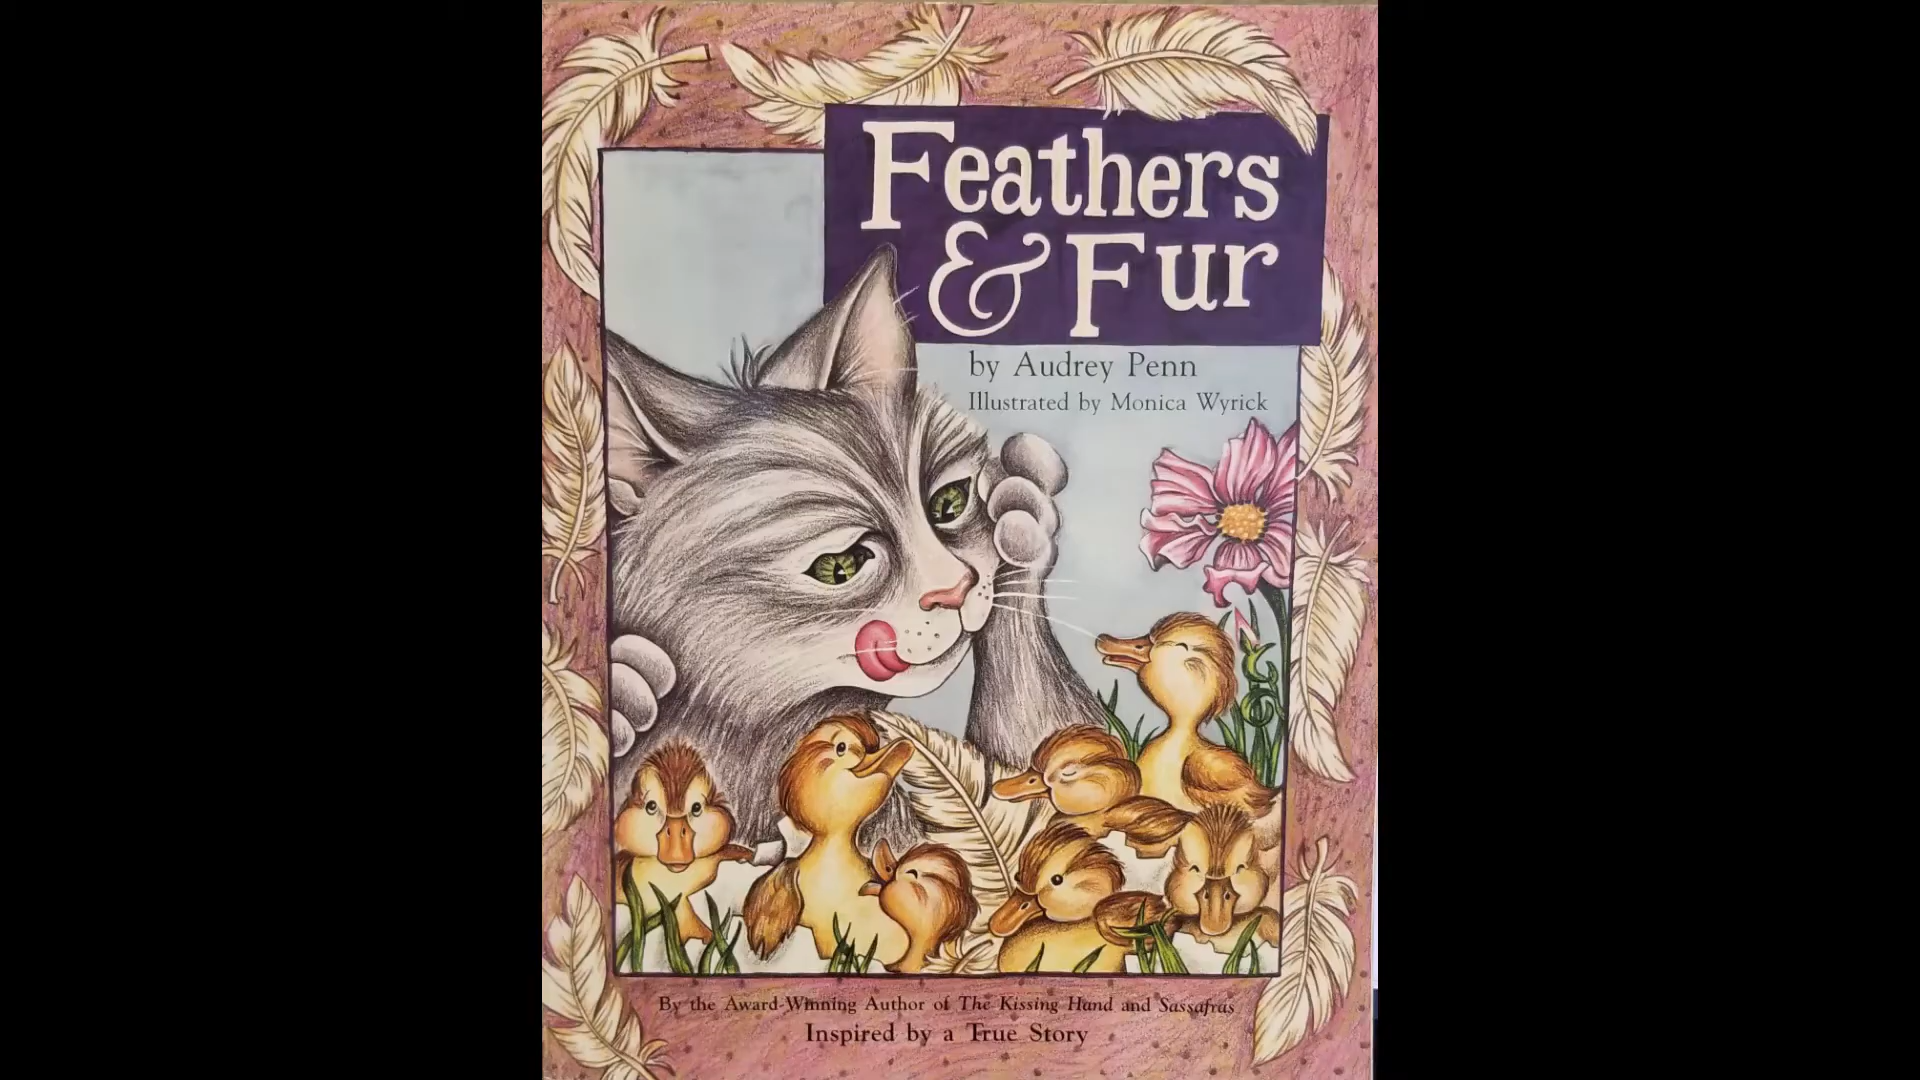 Feathers
& Fur
by Audrey Penn
Illustrated by Monica Wyrick
By the Award-Winning Author of The Kissing Hand and Sassafras
Inspired by a True Story